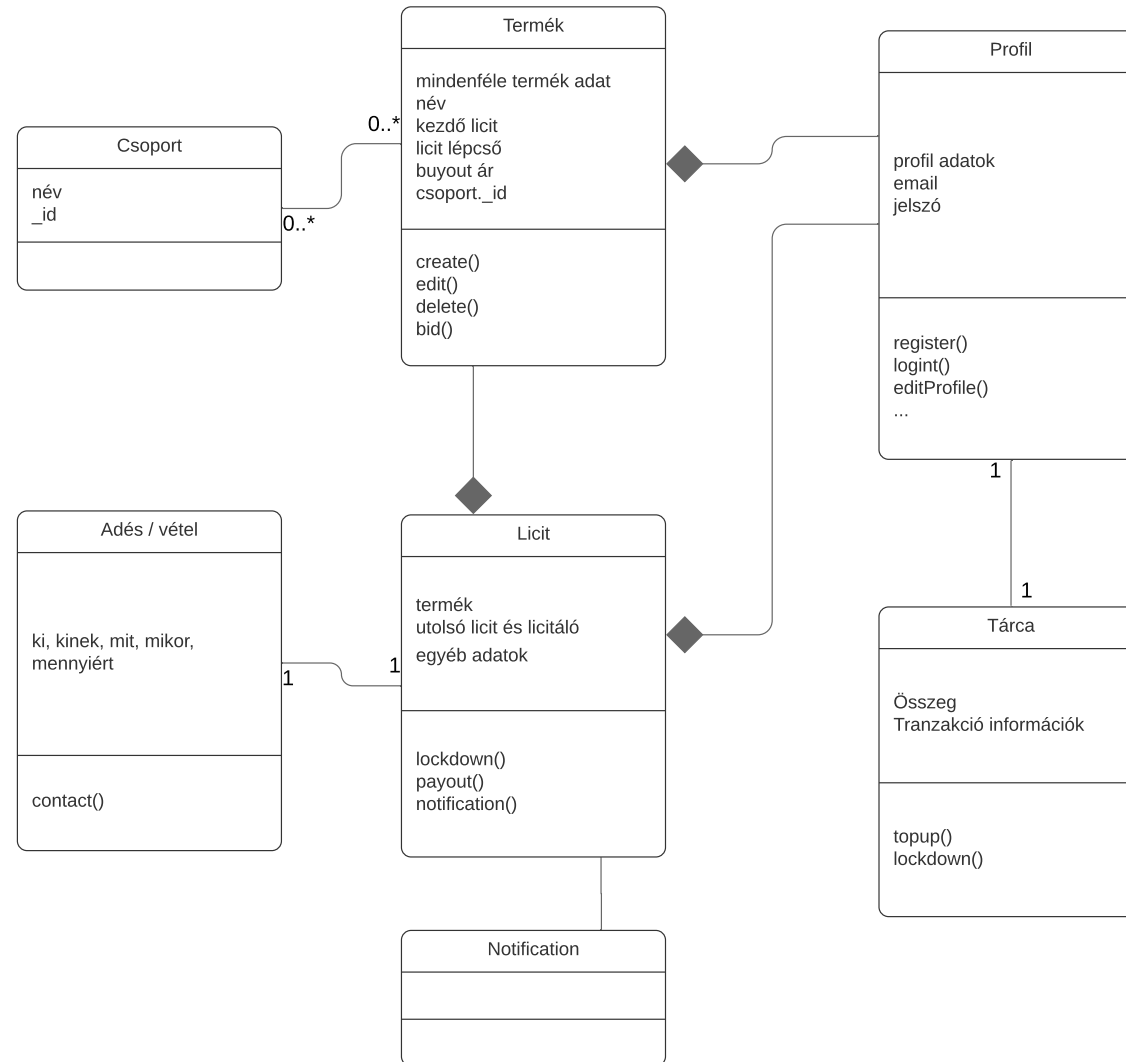 Termék
mindenféle termék adat
név
kezdő licit
licit lépcső
buyout ár
csoport._id
create()
edit()
delete()
bid()
Profil
profil adatok
email
jelszó
register()
logint()
editProfile()
...
Csoport
név
_id
0..*
0..*
Adés / vétel
ki, kinek, mit, mikor,
mennyiért
contact()
1
1
Licit
termék
utolsó licit és licitáló
egyéb adatok
lockdown()
payout()
notification()
1
1
Tárca
Összeg
Tranzakció információk
topup()
lockdown()
Notification